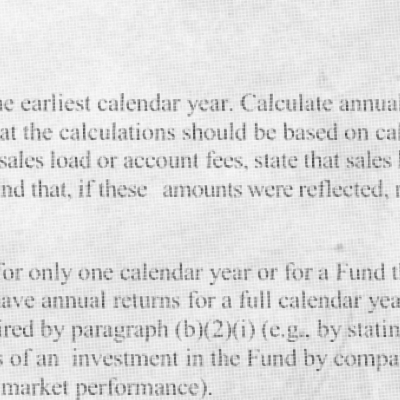 he earliest calendar year. Calculate annual
at the calculations should be based on cal
sales load or account fees, state that sales l
nd that, if these amounts were reflected, r
for only one calendar year or for a Fund t
ave annual returns for a full calendar yea
ired by paragraph (b)(2)(i) (e.g., by statin
s of an investment in the Fund by compa
market performance).